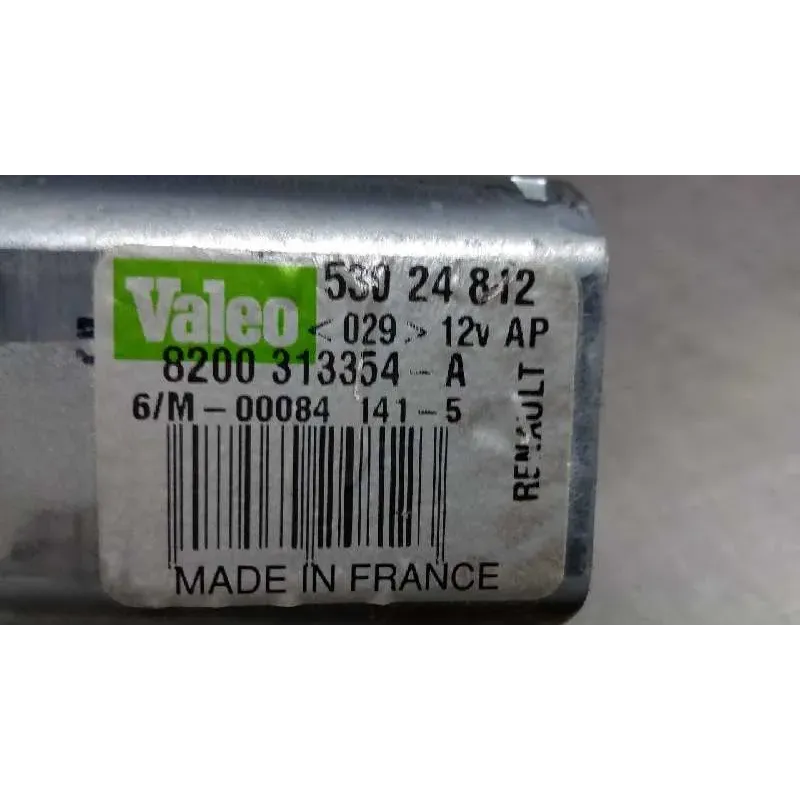 Valeo
530 24 812
<029> 12v AP
8200 313354-A
6/M-00084 141-5
RENAULT
MADE IN FRANCE